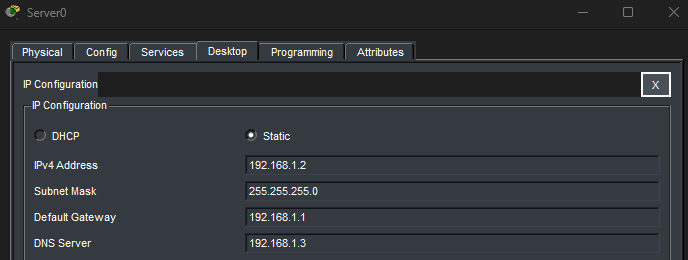 Server0
Physical Config Services Desktop Programming Attributes
IP Configuration X
IP Configuration
DHCP Static
IPv4 Address 192.168.1.2
Subnet Mask 255.255.255.0
Default Gateway 192.168.1.1
DNS Server 192.168.1.3